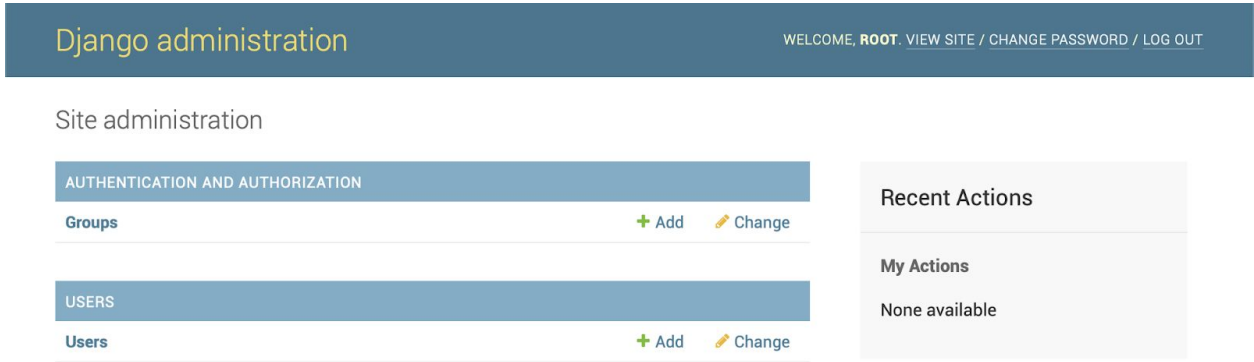 Django administration
WELCOME, ROOT. VIEW SITE / CHANGE PASSWORD / LOG OUT
Site administration
AUTHENTICATION AND AUTHORIZATION
Groups Add Change
USERS
Users Add Change
Recent Actions
My Actions
None available